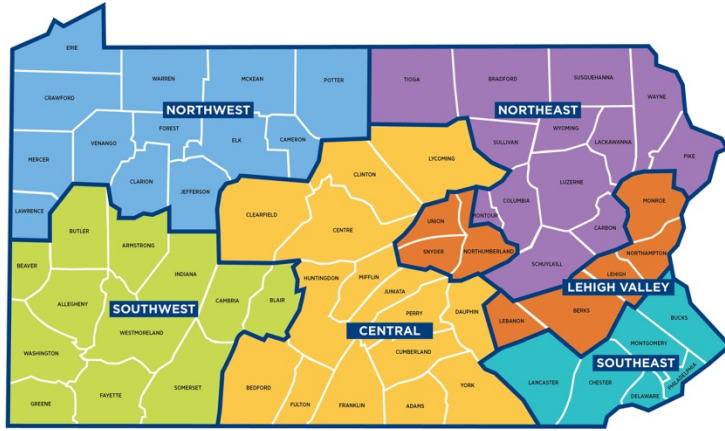 ERIE
WARREN
MCKEAN
POTTER
CRAWFORD
NORTHWEST
FOREST
ELK
CAMERON
VENANGO
MERCER
CLARION
JEFFERSON
LAWRENCE
TIOGA
BRADFORD
SUSQUEHANNA
WAYNE
NORTHEAST
WYOMING
SULLIVAN
LACKAWANNA
PIKE
LUZERNE
COLUMBIA
MONTOUR
CARBON
SCHUYLKILL
LYCOMING
CLINTON
CLEARFIELD
CENTRE
UNION
SNYDER
NORTHUMBERLAND
MONROE
NORTHAMPTON
LEHIGH
LEHIGH VALLEY
BERKS
LEBANON
BUTLER
ARMSTRONG
BEAVER
INDIANA
ALLEGHENY
SOUTHWEST
CAMBRIA
BLAIR
WESTMORELAND
WASHINGTON
GREENE
FAYETTE
SOMERSET
HUNTINGDON
MIFFLIN
JUNIATA
PERRY
DAUPHIN
CENTRAL
CUMBERLAND
BEDFORD
FULTON
FRANKLIN
ADAMS
YORK
BUCKS
MONTGOMERY
SOUTHEAST
LANCASTER
CHESTER
DELAWARE
PHILADELPHIA